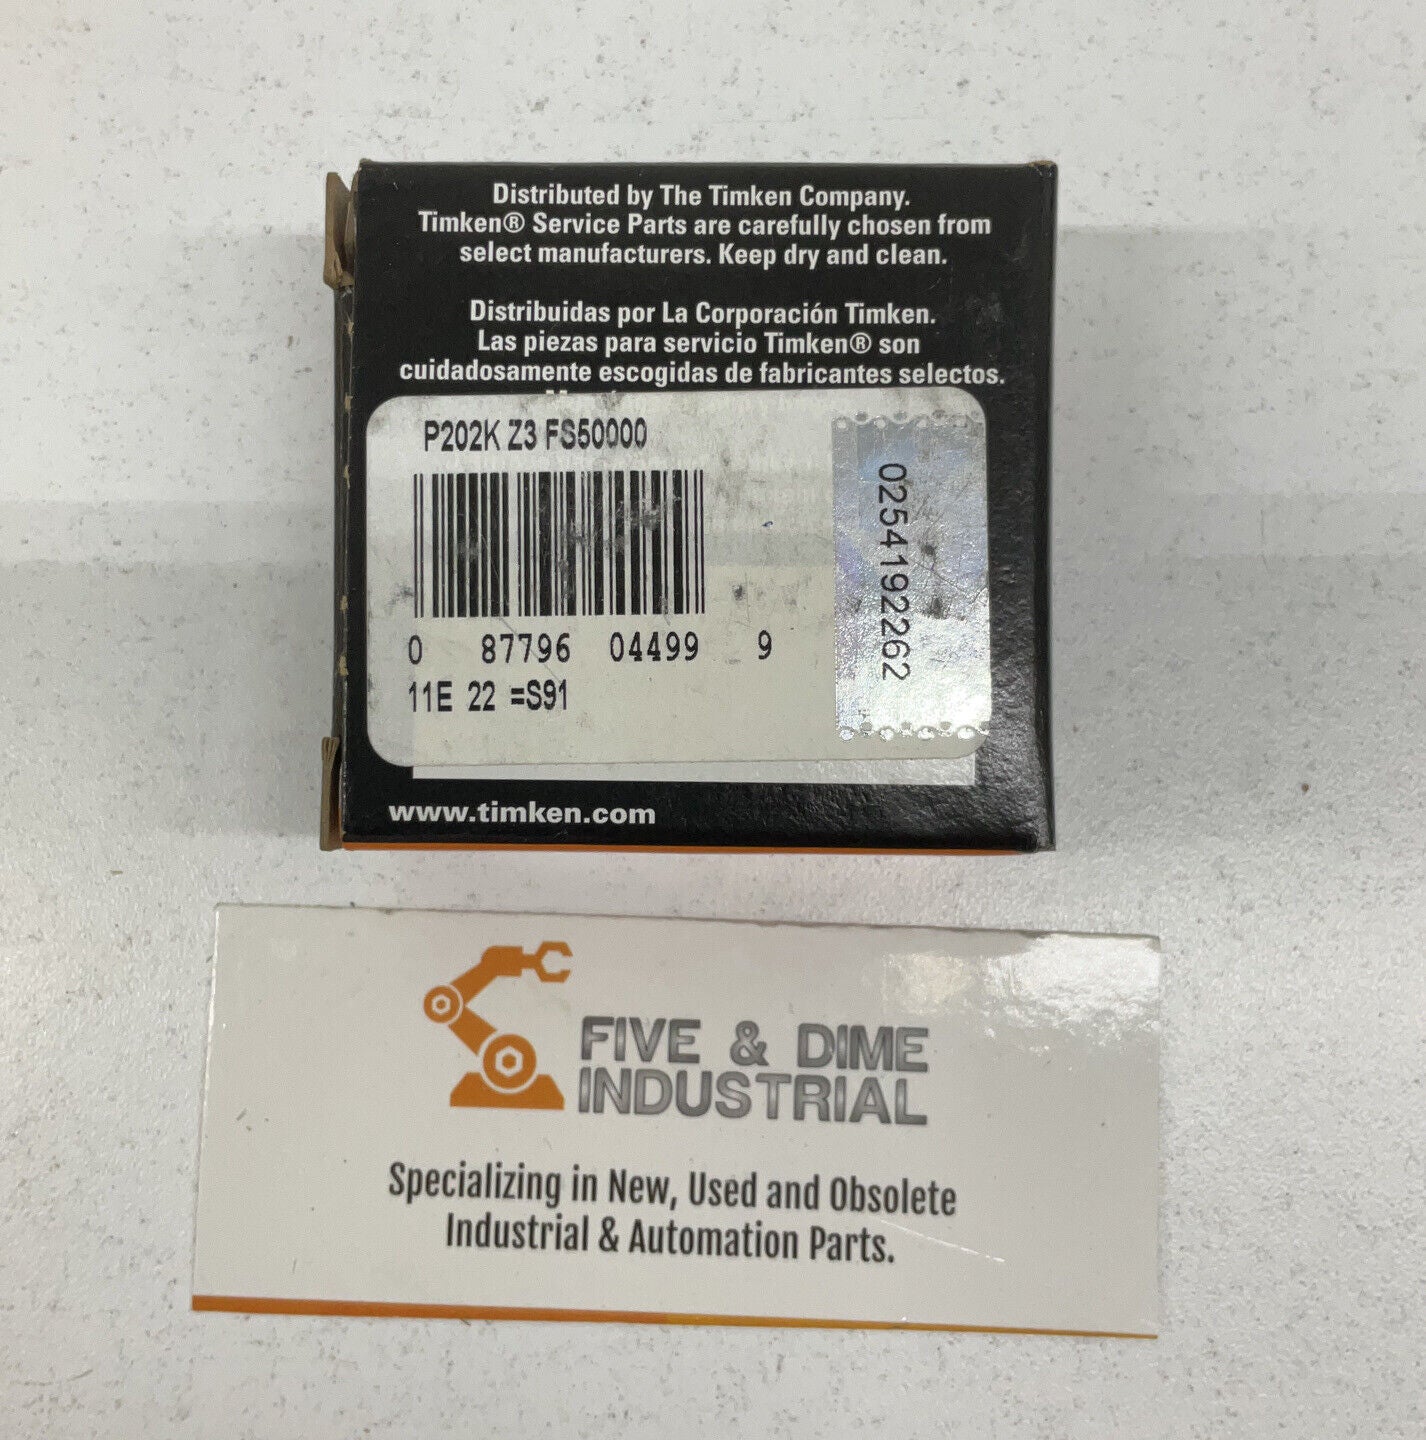 Distributed by The Timken Company.
Timken® Service Parts are carefully chosen from
select manufacturers. Keep dry and clean.
Distribuidas por La Corporación Timken.
Las piezas para servicio Timken® son
cuidadosamente escogidas de fabricantes selectos.
P202K Z3 FS50000
0 87796 04499 9
11E 22 =S91
0254192262
www.timken.com
FIVE & DIME
INDUSTRIAL
Specializing in New, Used and Obsolete
Industrial & Automation Parts.